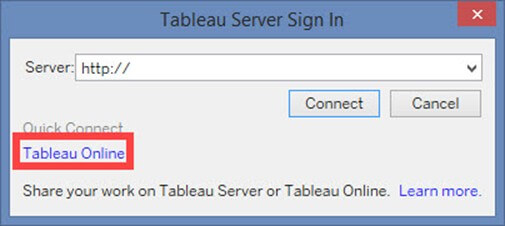 Tableau Server Sign In
Server: http://
Connect Cancel
Quick Connect
Tableau Online
Share your work on Tableau Server or Tableau Online. Learn more.